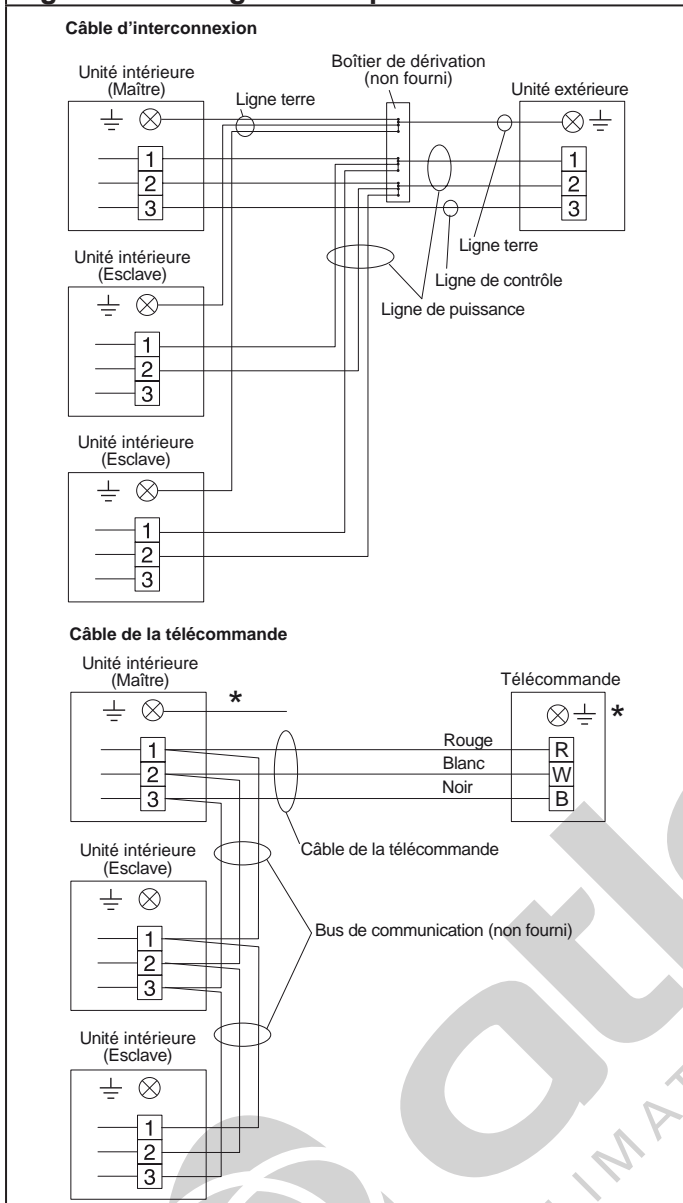 Câble d'interconnexion
Unité intérieure
(Maître)
Ligne terre
Boîtier de dérivation
(non fourni)
Unité extérieure
1
2
3
1
2
3
Ligne terre
Ligne de contrôle
Ligne de puissance
Unité intérieure
(Esclave)
1
2
3
Unité intérieure
(Esclave)
1
2
3
Câble de la télécommande
Unité intérieure
(Maître)
*
Télécommande
*
1
2
3
Rouge
Blanc
Noir
R
W
B
Câble de la télécommande
Unité intérieure
(Esclave)
1
2
3
Bus de communication (non fourni)
Unité intérieure
(Esclave)
1
2
3